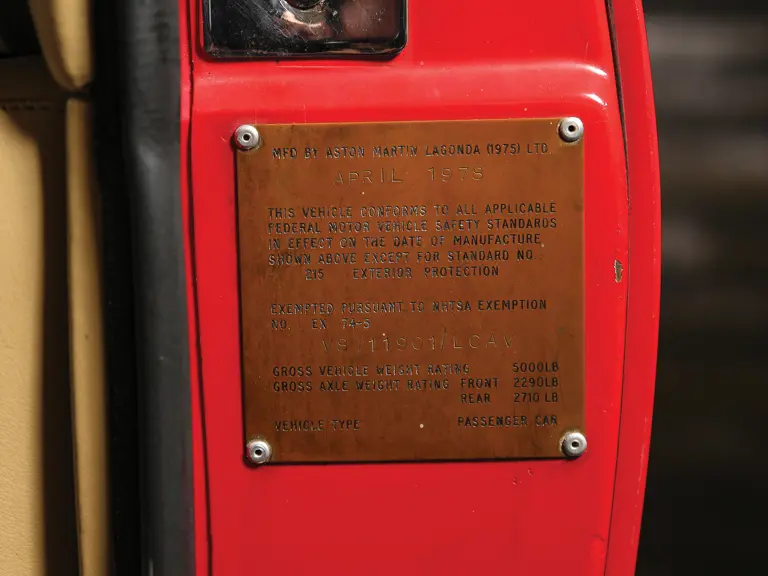 MFD BY ASTON MARTIN LAGONDA (1975) LTD.
APRIL 1978
THIS VEHICLE CONFORMS TO ALL APPLICABLE
FEDERAL MOTOR VEHICLE SAFETY STANDARDS
IN EFFECT ON THE DATE OF MANUFACTURE,
SHOWN ABOVE EXCEPT FOR STANDARD NO.
215 EXTERIOR PROTECTION
EXEMPTED PURSUANT TO NHTSA EXEMPTION
NO. EX 74-5
V8 11901/LCAV
GROSS VEHICLE WEIGHT RATING 5000LB
GROSS AXLE WEIGHT RATING FRONT 2290LB
REAR 2710 LB
VEHICLE TYPE PASSENGER CAR